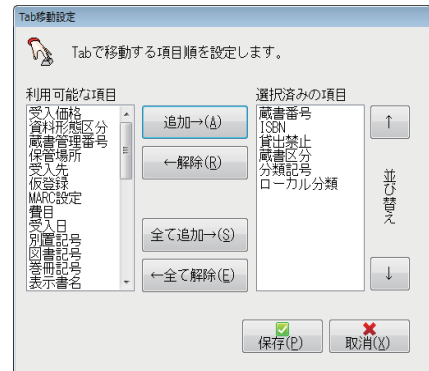 Tab移動設定
Tabで移動する項目順を設定します。
利用可能な項目
受入価格
資料形態区分
蔵書管理番号
保管場所
受入先
仮登録
MARC設定
費目
受入日
別置記号
図書記号
巻冊記号
表示書名
追加→(A)
←解除(R)
全て追加→(S)
←全て解除(E)
選択済みの項目
蔵書番号
ISBN
貸出禁止
蔵書区分
分類記号
ローカル分類
↑
並び替え
↓
保存(P)
取消(X)